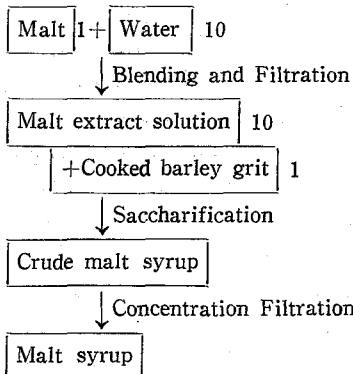 Malt 1+ Water 10
Blending and Filtration
Malt extract solution 10
+Cooked barley grit 1
Saccharification
Crude malt syrup
Concentration Filtration
Malt syrup